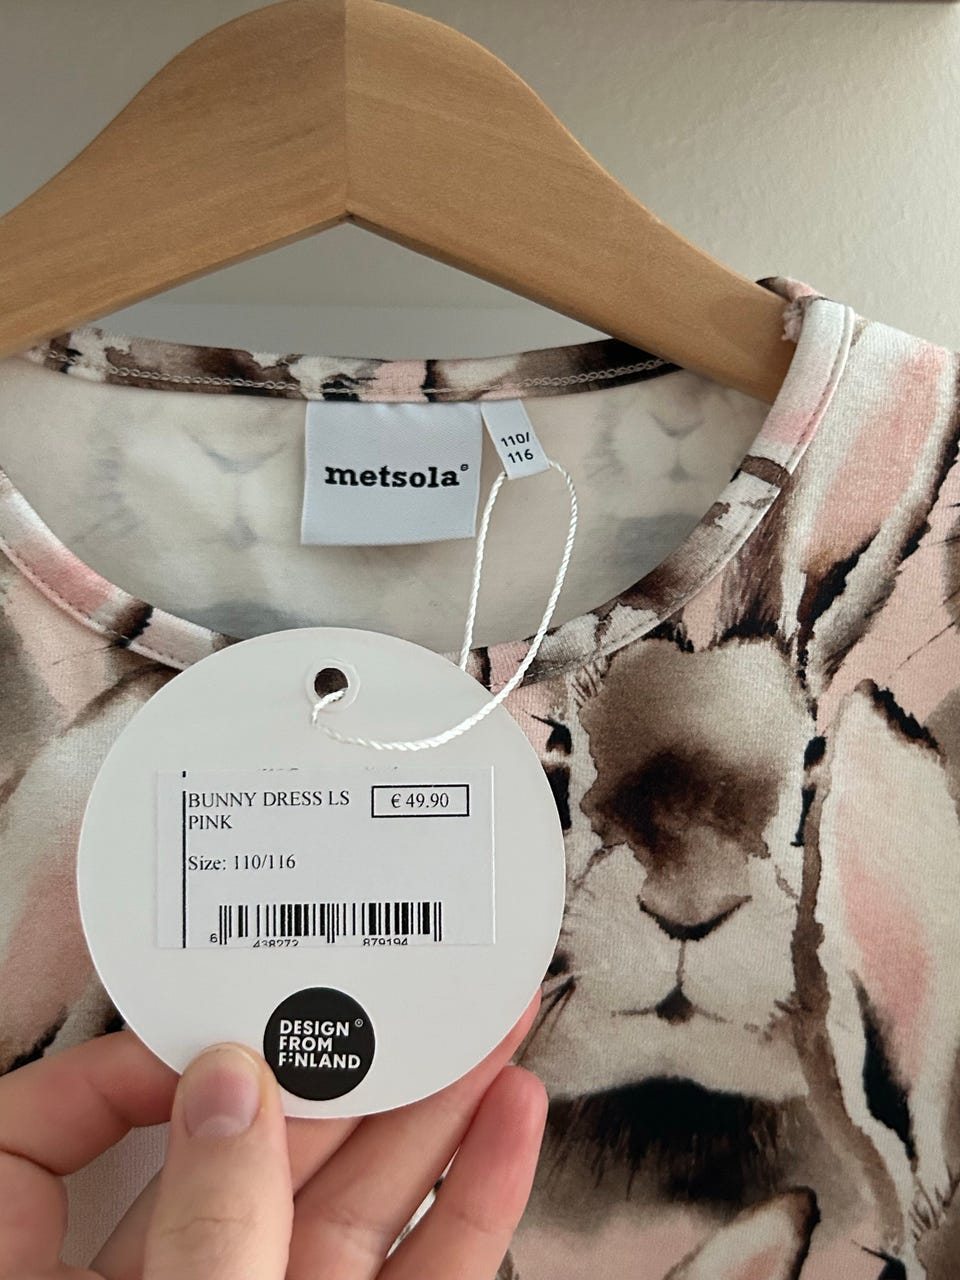 metsola®
110/
116
BUNNY DRESS LS
PINK
€ 49.90
Size: 110/116
6 438272 879194
DESIGN ®
FROM
FINLAND